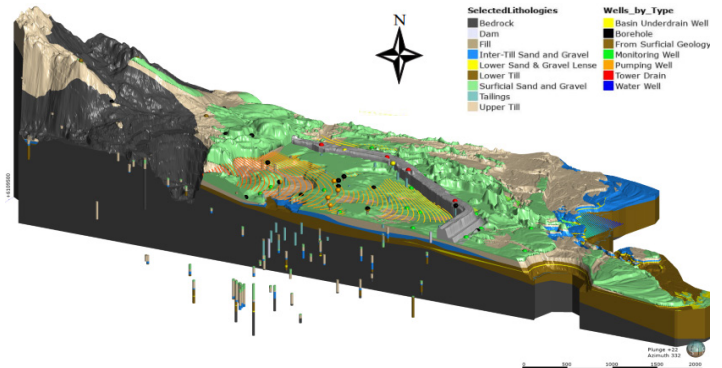 N
SelectedLithologies
Bedrock
Dam
Fill
Inter-Till Sand and Gravel
Lower Sand & Gravel Lense
Lower Till
Surficial Sand and Gravel
Tailings
Upper Till
Wells_by_Type
Basin Underdrain Well
Borehole
From Surficial Geology
Monitoring Well
Pumping Well
Tower Drain
Water Well
Plunge +22
Azimuth 332
0 500 1000 1500 2000